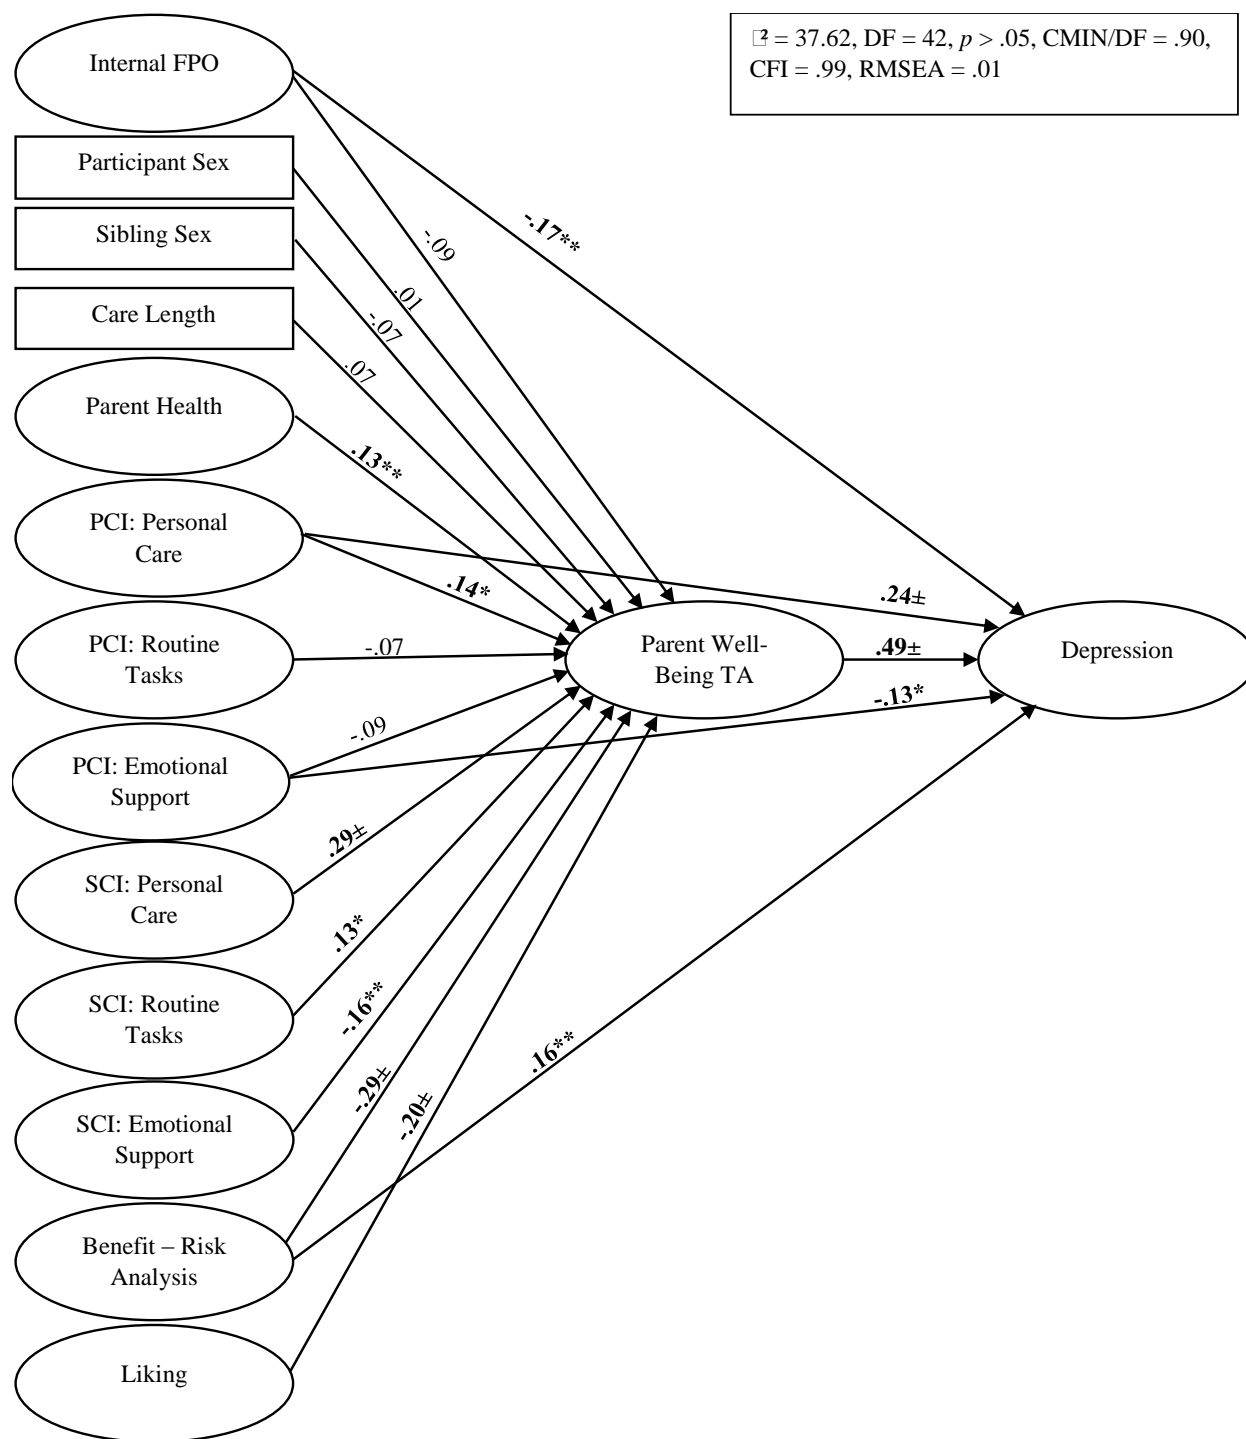 Internal FPO
² = 37.62, DF = 42, p > .05, CMIN/DF = .90,
CFI = .99, RMSEA = .01
Participant Sex
Sibling Sex
Care Length
Parent Health
PCI: Personal
Care
PCI: Routine
Tasks
PCI: Emotional
Support
SCI: Personal
Care
SCI: Routine
Tasks
SCI: Emotional
Support
Benefit – Risk
Analysis
Liking
-.17**
-.09
.01
-.07
.07
.13**
.14*
-.07
-.09
.29±
.13*
-.16**
-.29±
-.20±
.24±
.49±
-.13*
.16**
Parent Well-
Being TA
Depression